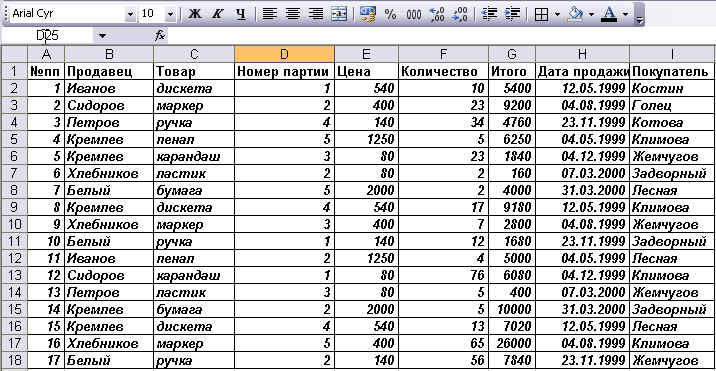 Arial Cyr 10 Ж К Ч % 000 €
D25 fx
A B C D E F G H I
1 №пп Продавец Товар Номер партии Цена Количество Итого Дата продажи Покупатель
2 1 Иванов дискета 1 540 10 5400 12.05.1999 Костин
3 2 Сидоров маркер 2 400 23 9200 04.08.1999 Голец
4 3 Петров ручка 4 140 34 4760 23.11.1999 Котова
5 4 Кремлев пенал 5 1250 5 6250 04.05.1999 Климова
6 5 Кремлев карандаш 3 80 23 1840 04.12.1999 Жемчугов
7 6 Хлебников ластик 2 80 2 160 07.03.2000 Задворный
8 7 Белый бумага 5 2000 2 4000 31.03.2000 Лесная
9 8 Кремлев дискета 4 540 17 9180 12.05.1999 Климова
10 9 Хлебников маркер 3 400 7 2800 04.08.1999 Жемчугов
11 10 Белый ручка 1 140 12 1680 23.11.1999 Задворный
12 11 Иванов пенал 2 1250 4 5000 04.05.1999 Лесная
13 12 Сидоров карандаш 1 80 76 6080 04.12.1999 Климова
14 13 Петров ластик 3 80 5 400 07.03.2000 Жемчугов
15 14 Кремлев бумага 2 2000 5 10000 31.03.2000 Задворный
16 15 Кремлев дискета 4 540 13 7020 12.05.1999 Лесная
17 16 Хлебников маркер 5 400 65 26000 04.08.1999 Климова
18 17 Белый ручка 2 140 56 7840 23.11.1999 Жемчугов